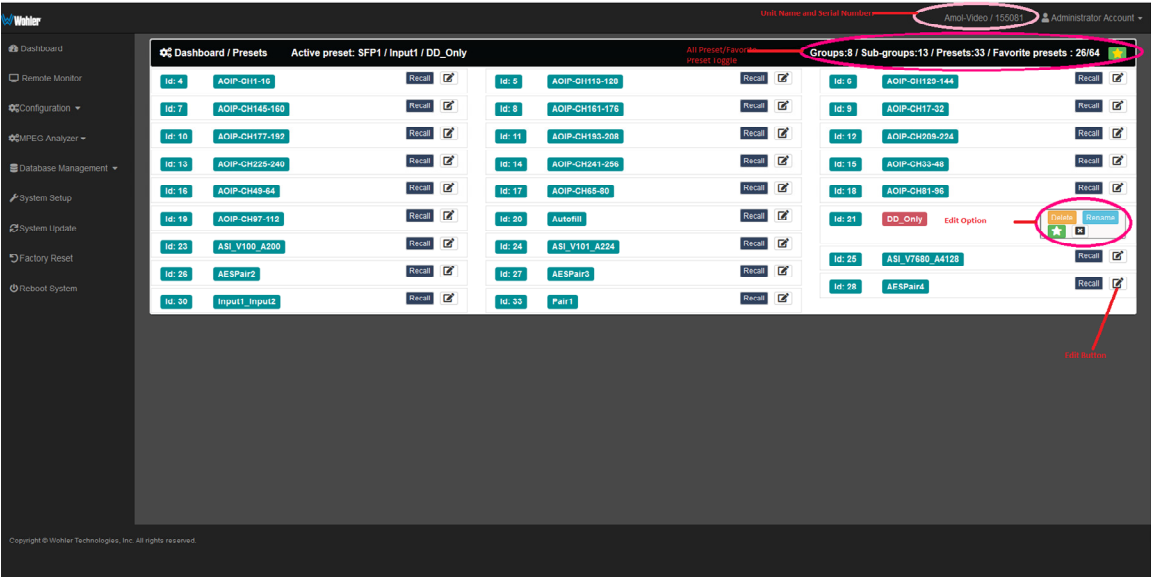 Wohler
Unit Name and Serial Number
Amol-Video / 155081
Administrator Account
Dashboard
Remote Monitor
Configuration
MPEG Analyzer
Database Management
System Setup
System Update
Factory Reset
Reboot System
Dashboard / Presets Active preset: SFP1 / Input1 / DD_Only
All Preset/Favorite
Preset Toggle
Groups:8 / Sub-groups:13 / Presets:33 / Favorite presets : 26/64
Id: 4 AOIP-CH1-16 Recall
Id: 5 AOIP-CH113-128 Recall
Id: 6 AOIP-CH129-144 Recall
Id: 7 AOIP-CH145-160 Recall
Id: 8 AOIP-CH161-176 Recall
Id: 9 AOIP-CH17-32 Recall
Id: 10 AOIP-CH177-192 Recall
Id: 11 AOIP-CH193-208 Recall
Id: 12 AOIP-CH209-224 Recall
Id: 13 AOIP-CH225-240 Recall
Id: 14 AOIP-CH241-256 Recall
Id: 15 AOIP-CH33-48 Recall
Id: 16 AOIP-CH49-64 Recall
Id: 17 AOIP-CH65-80 Recall
Id: 18 AOIP-CH81-96 Recall
Id: 19 AOIP-CH97-112 Recall
Id: 20 Autofill Recall
Id: 21 DD_Only Edit Option Delete Rename
Id: 23 ASI_V100_A200 Recall
Id: 24 ASI_V101_A224 Recall
Id: 25 ASI_V7680_A4128 Recall
Id: 26 AESPair2 Recall
Id: 27 AESPair3 Recall
Id: 28 AESPair4 Recall
Id: 30 Input1_Input2 Recall
Id: 33 Pair1 Recall
Edit Button
Copyright © Wohler Technologies, Inc. All rights reserved.